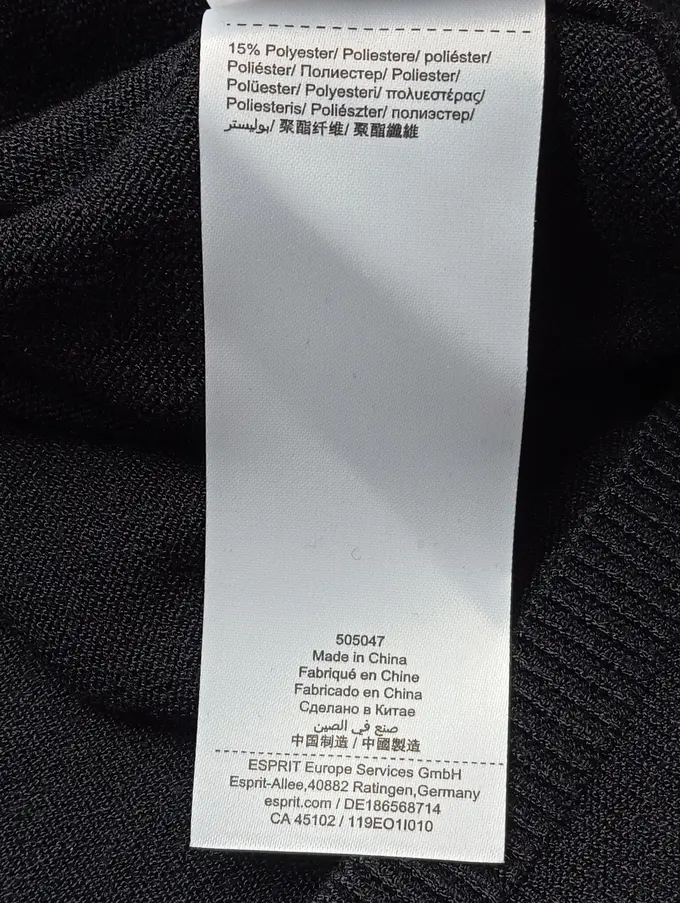 15% Polyester/ Poliestere/ poliéster/
Poliéster/ Полиестер/ Poliester/
Polüester/ Polyesteri/ πολυεστέρας/
Poliesteris/ Poliészter/ полиэстер/
بوليستر/ 聚酯纤维/ 聚酯纖維
505047
Made in China
Fabriqué en Chine
Fabricado en China
Сделано в Китае
صنع في الصين
中国制造 / 中國製造
ESPRIT Europe Services GmbH
Esprit-Allee,40882 Ratingen,Germany
esprit.com / DE186568714
CA 45102 / 119EO1I010